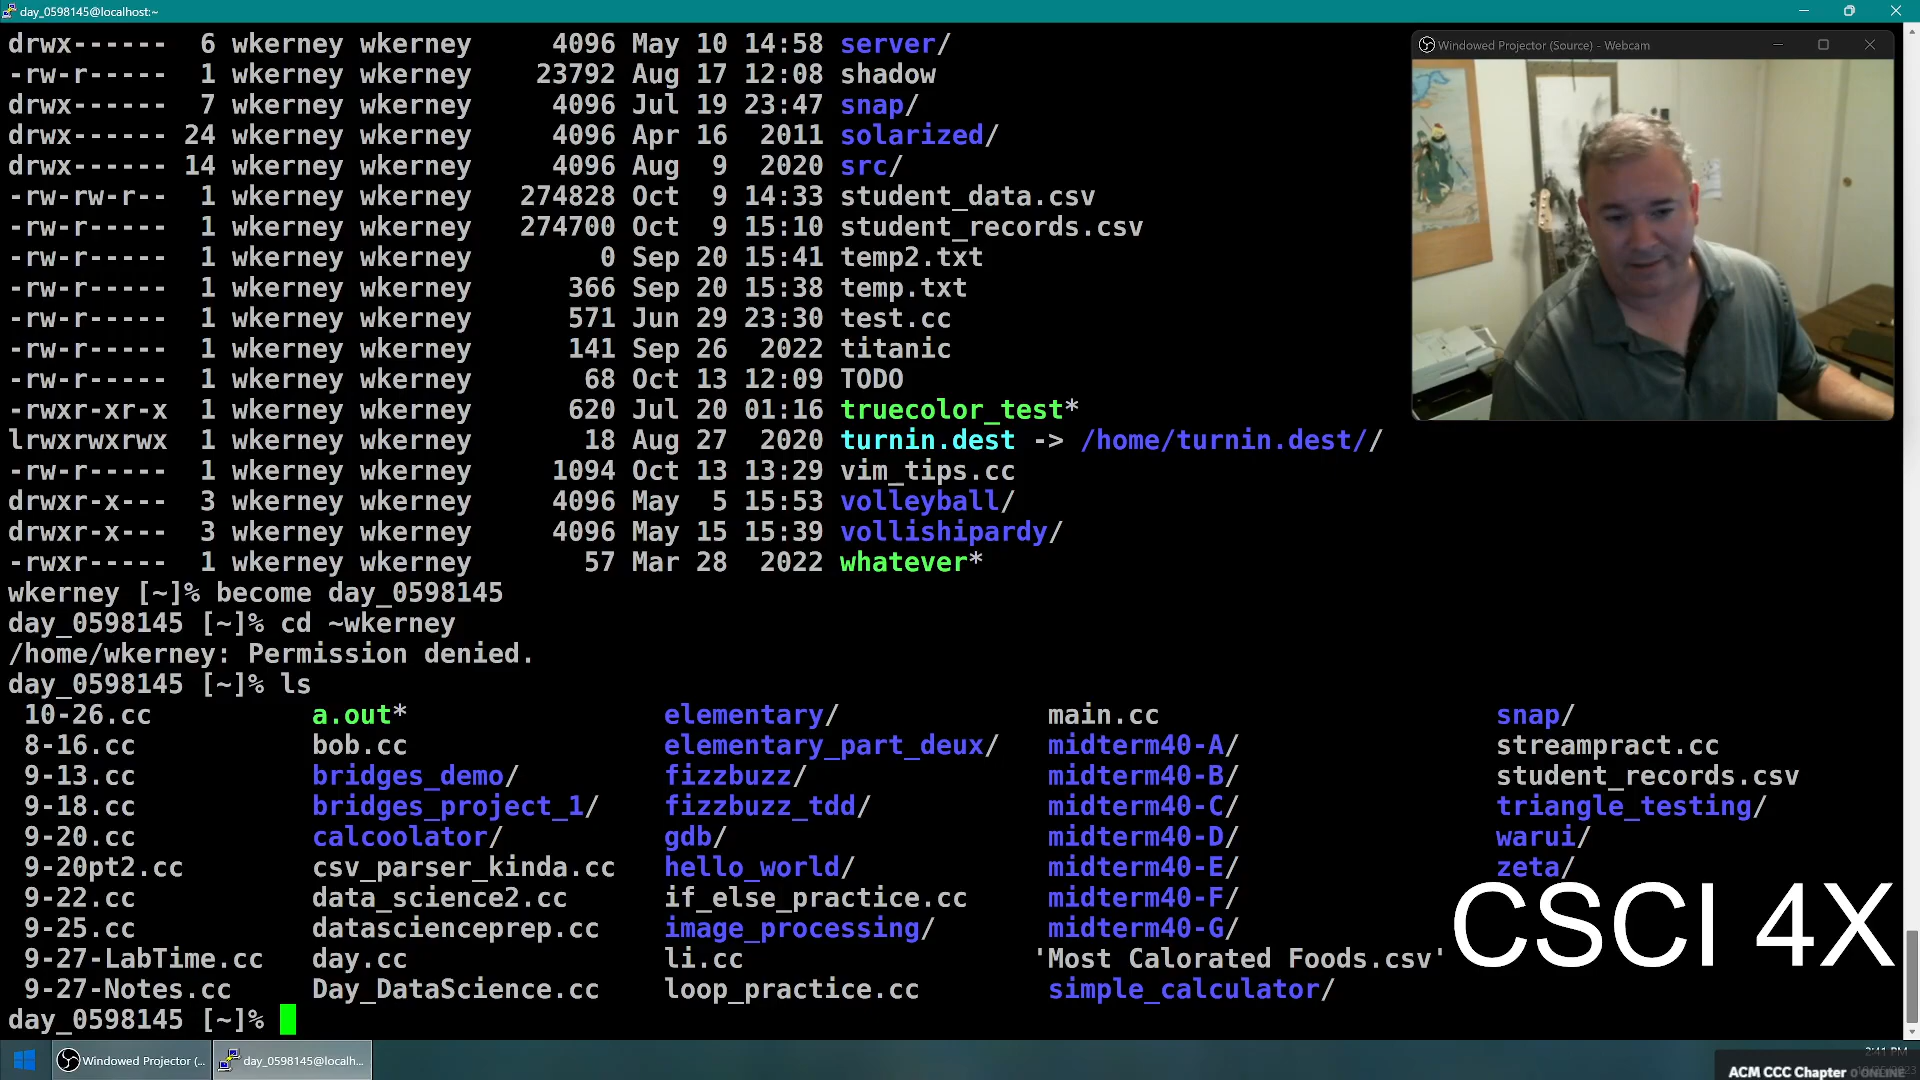 day_0598145@localhost:~
drwx------  6 wkerney wkerney     4096 May 10 14:58 server/
-rw-r-----  1 wkerney wkerney    23792 Aug 17 12:08 shadow
drwx------  7 wkerney wkerney     4096 Jul 19 23:47 snap/
drwx------ 24 wkerney wkerney     4096 Apr 16  2011 solarized/
drwx------ 14 wkerney wkerney     4096 Aug  9  2020 src/
-rw-rw-r--  1 wkerney wkerney   274828 Oct  9 14:33 student_data.csv
-rw-r-----  1 wkerney wkerney   274700 Oct  9 15:10 student_records.csv
-rw-r-----  1 wkerney wkerney        0 Sep 20 15:41 temp2.txt
-rw-r-----  1 wkerney wkerney      366 Sep 20 15:38 temp.txt
-rw-r-----  1 wkerney wkerney      571 Jun 29 23:30 test.cc
-rw-r-----  1 wkerney wkerney      141 Sep 26  2022 titanic
-rw-r-----  1 wkerney wkerney       68 Oct 13 12:09 TODO
-rwxr-xr-x  1 wkerney wkerney      620 Jul 20 01:16 truecolor_test*
lrwxrwxrwx  1 wkerney wkerney       18 Aug 27  2020 turnin.dest -> /home/turnin.dest//
-rw-r-----  1 wkerney wkerney     1094 Oct 13 13:29 vim_tips.cc
drwxr-x---  3 wkerney wkerney     4096 May  5 15:53 volleyball/
drwxr-x---  3 wkerney wkerney     4096 May 15 15:39 vollishipardy/
-rwxr-----  1 wkerney wkerney       57 Mar 28  2022 whatever*
wkerney [~]% become day_0598145
day_0598145 [~]% cd ~wkerney
/home/wkerney: Permission denied.
day_0598145 [~]% ls
10-26.cc a.out* elementary/ main.cc snap/
8-16.cc bob.cc elementary_part_deux/ midterm40-A/ streampract.cc
9-13.cc bridges_demo/ fizzbuzz/ midterm40-B/ student_records.csv
9-18.cc bridges_project_1/ fizzbuzz_tdd/ midterm40-C/ triangle_testing/
9-20.cc calcoolator/ gdb/ midterm40-D/ warui/
9-20pt2.cc csv_parser_kinda.cc hello_world/ midterm40-E/ zeta/
9-22.cc data_science2.cc if_else_practice.cc midterm40-F/
9-25.cc datascienceprep.cc image_processing/ midterm40-G/
9-27-LabTime.cc day.cc li.cc 'Most Calorated Foods.csv'
9-27-Notes.cc Day_DataScience.cc loop_practice.cc simple_calculator/
day_0598145 [~]%
Windowed Projector (Source) - Webcam
CSCI 4X
Windowed Projector (...
day_0598145@localh...
2:41 PM
ACM CCC Chapter 0 ONLINE